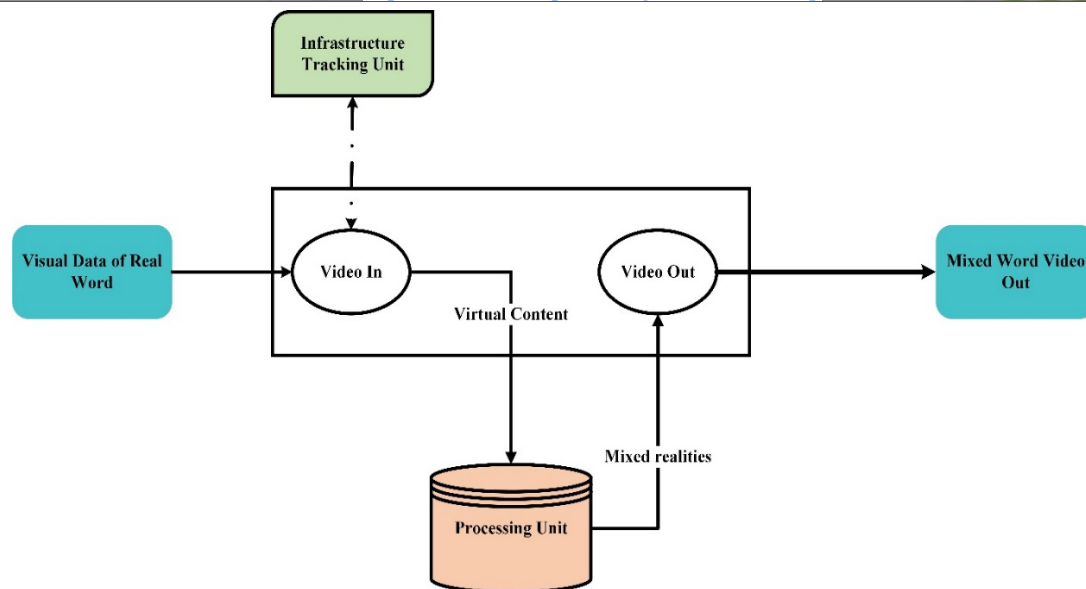 Infrastructure
Tracking Unit
Visual Data of Real
Word
Video In
Video Out
Mixed Word Video
Out
Virtual Content
Mixed realities
Processing Unit